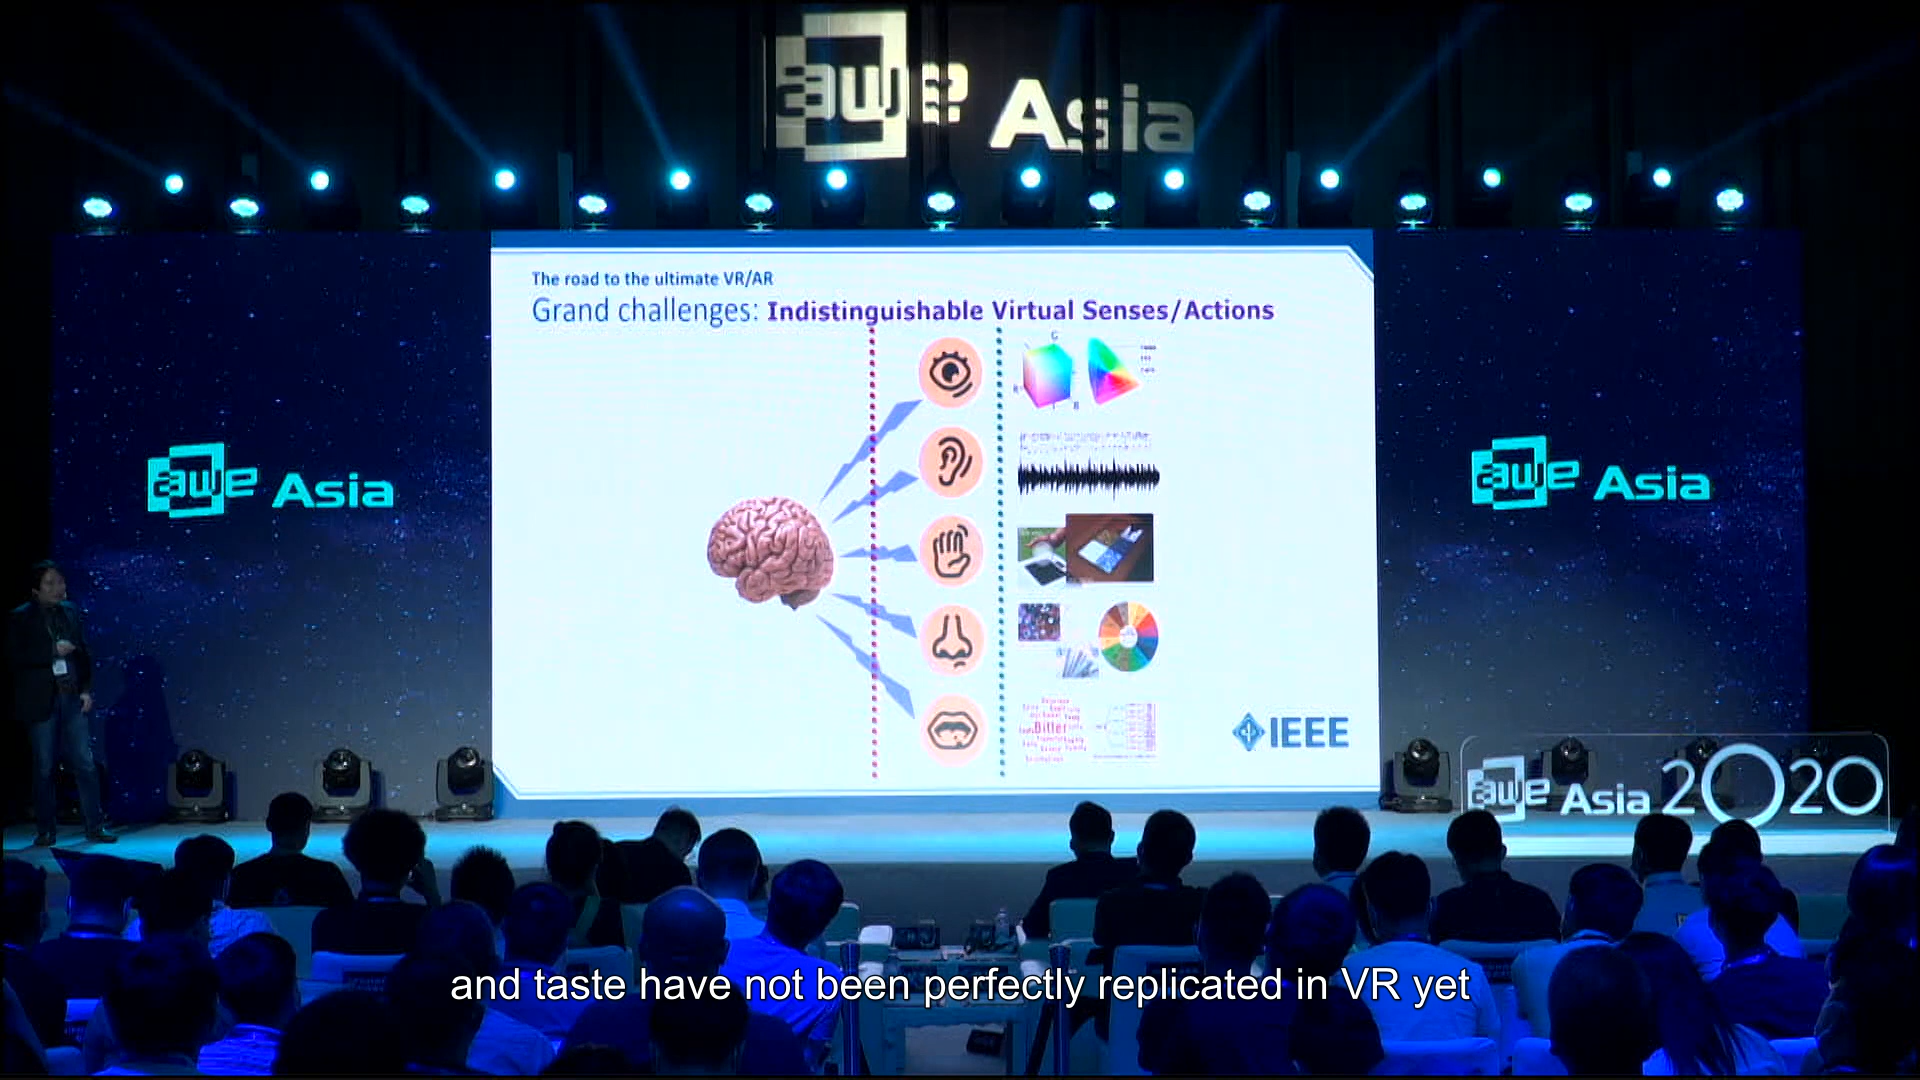 awe Asia
The road to the ultimate VR/AR
Grand challenges: Indistinguishable Virtual Senses/Actions
G
R
B
awe Asia
awe Asia
Bitter
IEEE
awe Asia 2020
and taste have not been perfectly replicated in VR yet